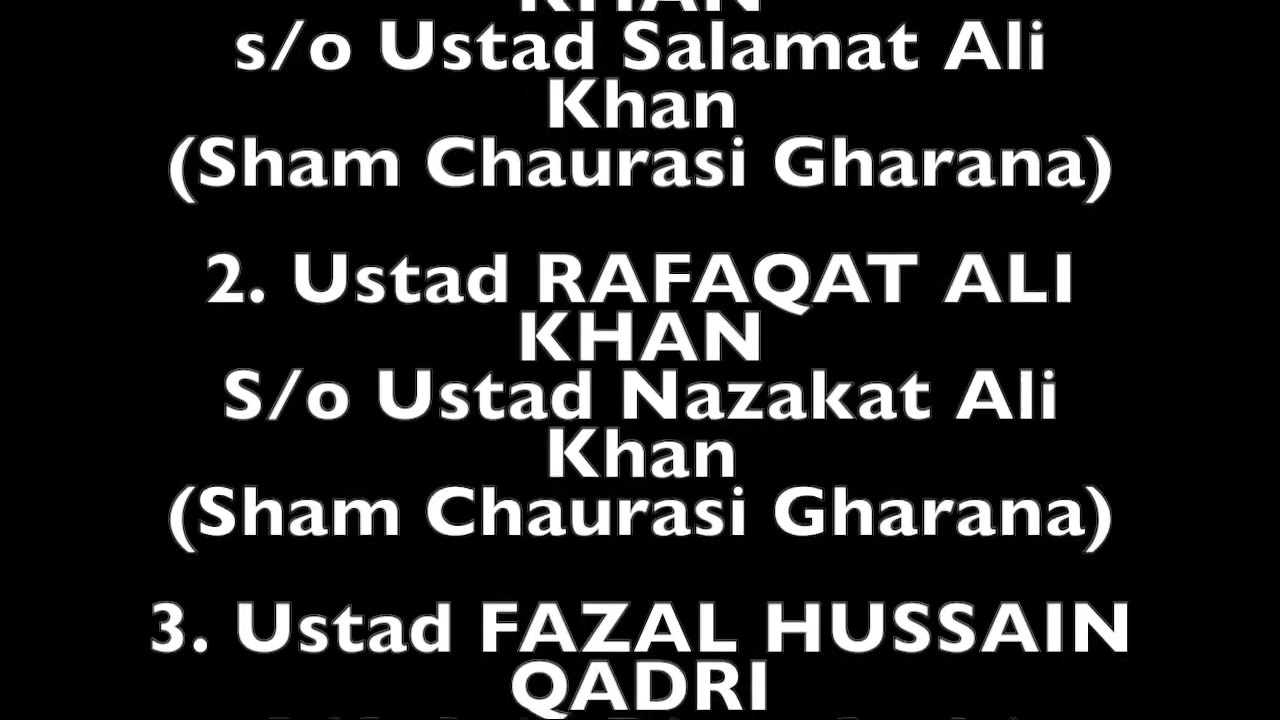 KHAN
s/o Ustad Salamat Ali
Khan
(Sham Chaurasi Gharana)
2. Ustad RAFAQAT ALI
KHAN
S/o Ustad Nazakat Ali
Khan
(Sham Chaurasi Gharana)
3. Ustad FAZAL HUSSAIN
QADRI